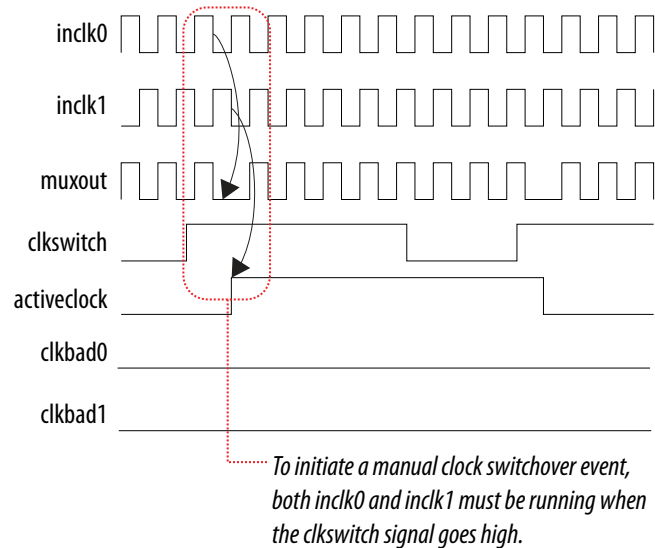 inclk0
inclk1
muxout
clkswitch
activeclock
clkbad0
clkbad1
To initiate a manual clock switchover event,
both inclk0 and inclk1 must be running when
the clkswitch signal goes high.